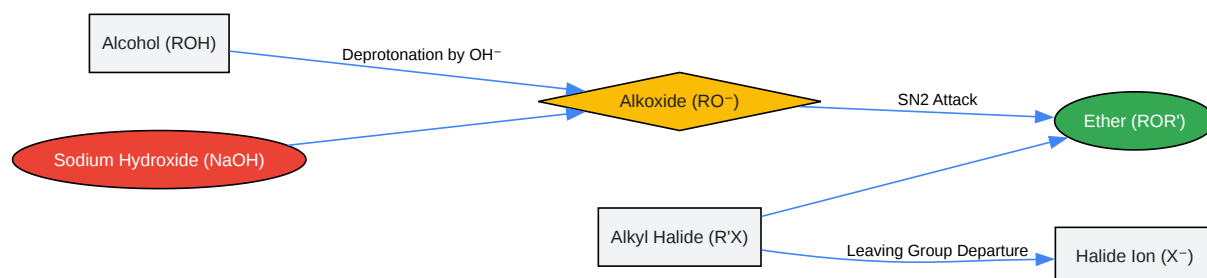 Alcohol (ROH)
Deprotonation by OH⁻
Alkoxide (RO⁻)
SN2 Attack
Ether (ROR')
Sodium Hydroxide (NaOH)
Alkyl Halide (R'X)
Leaving Group Departure
Halide Ion (X⁻)